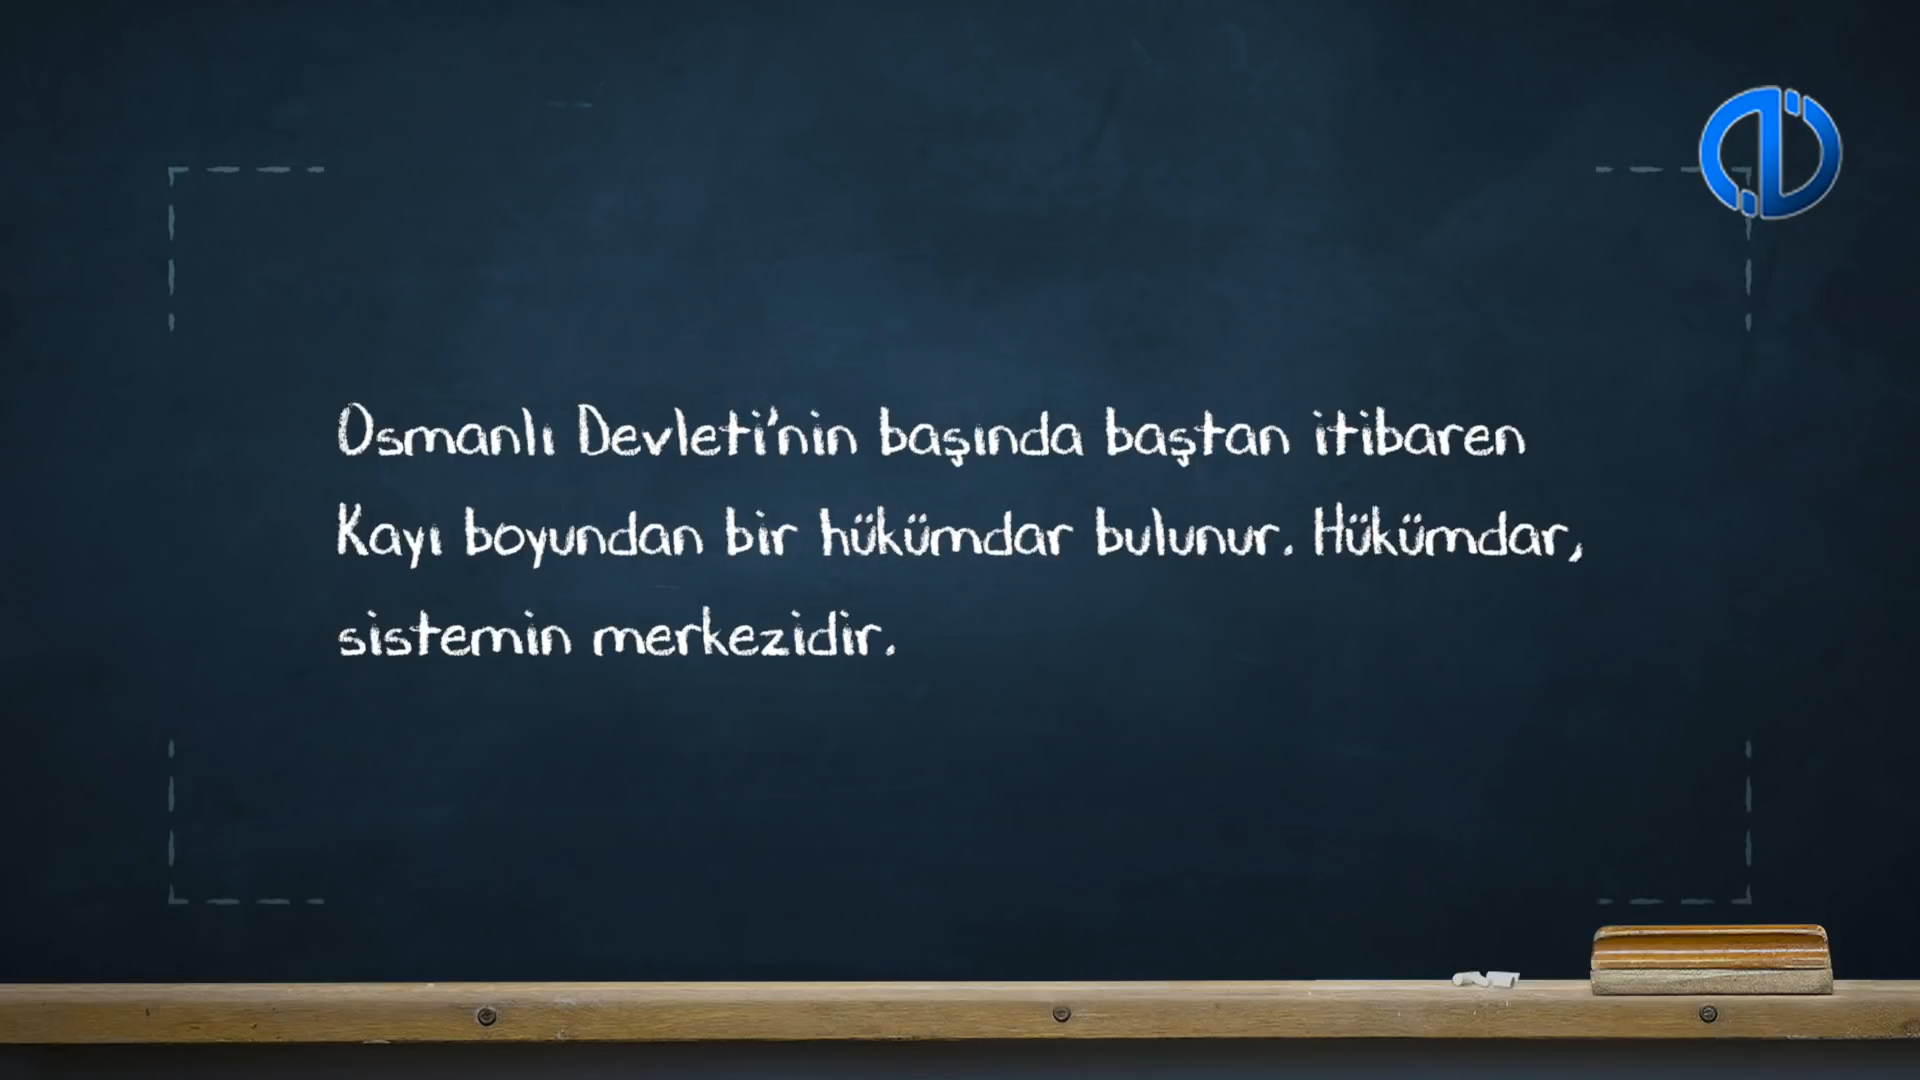 Osmanlı Devleti'nin başında baştan itibaren
Kayı boyundan bir hükümdar bulunur. Hükümdar,
sistemin merkezidir.